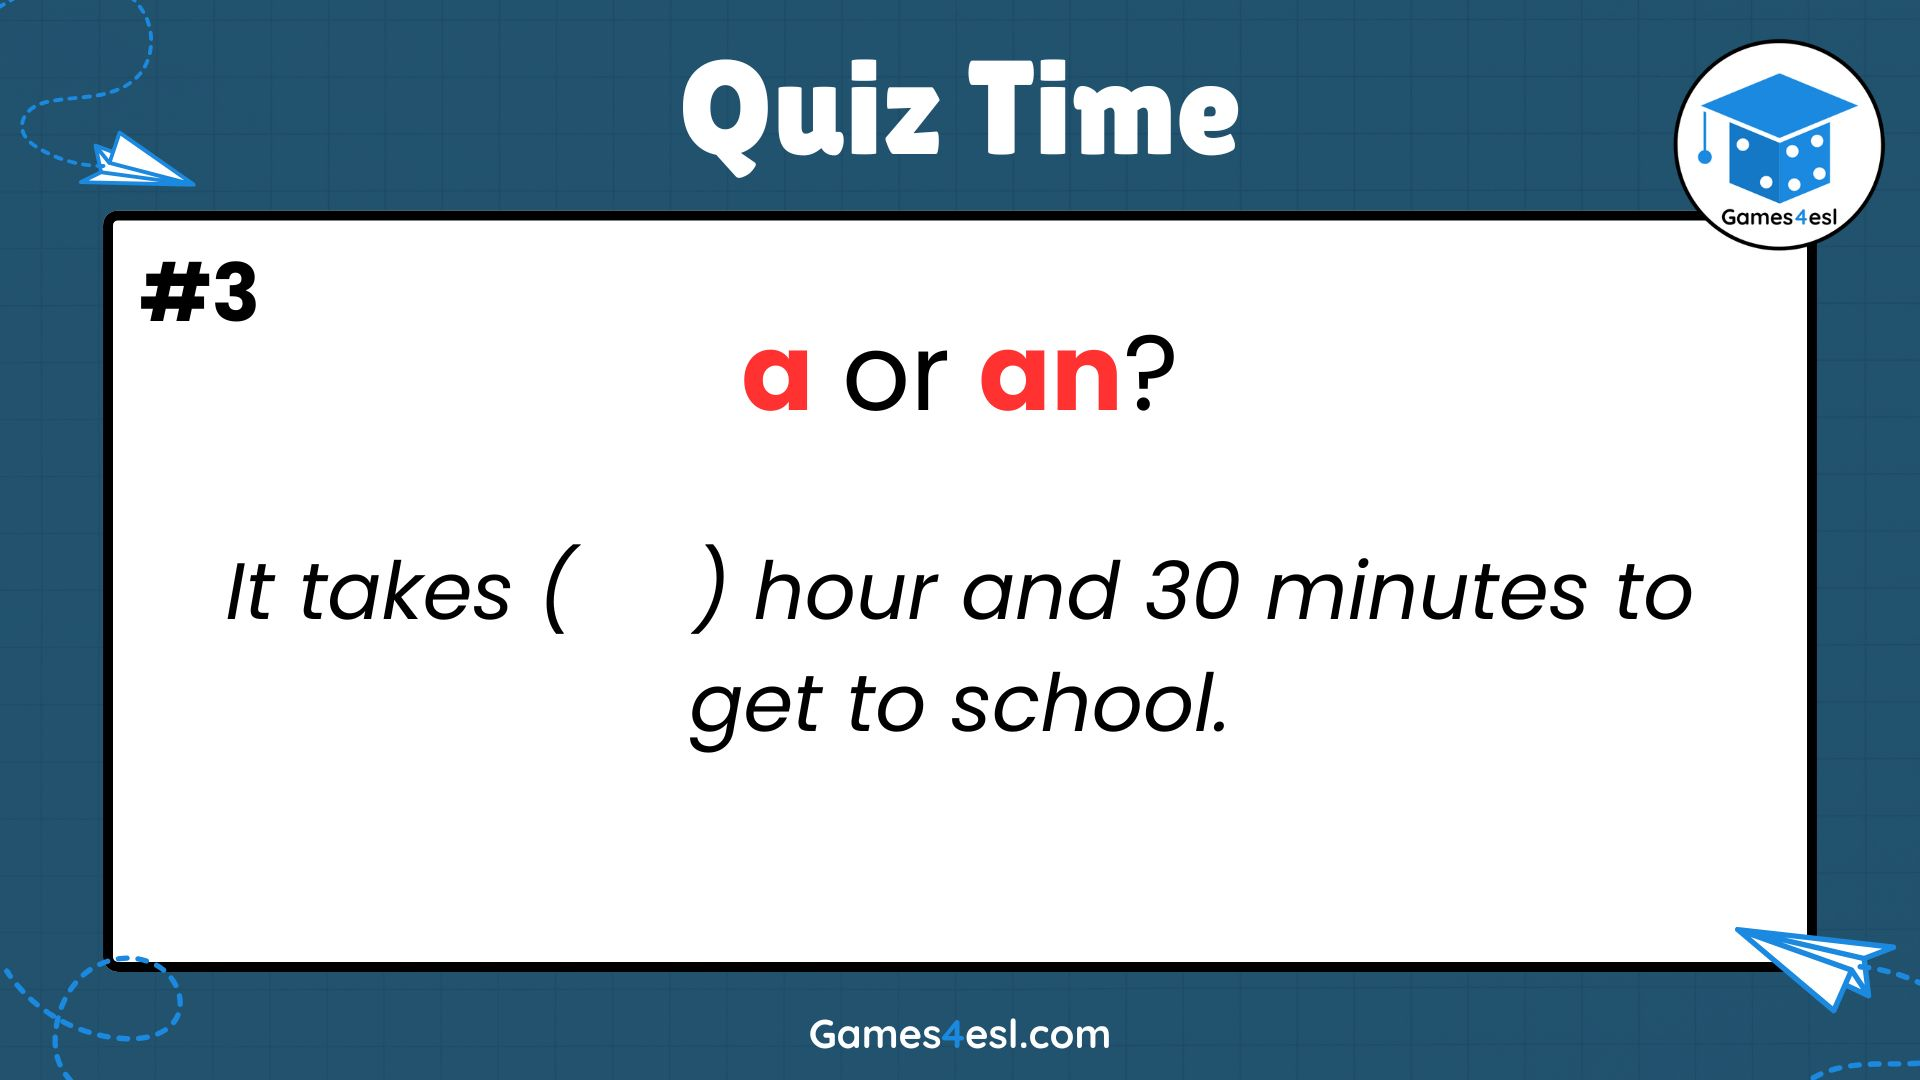 Quiz Time
Games4esl
#3
a or an?
It takes (     ) hour and 30 minutes to
get to school.
Games4esl.com